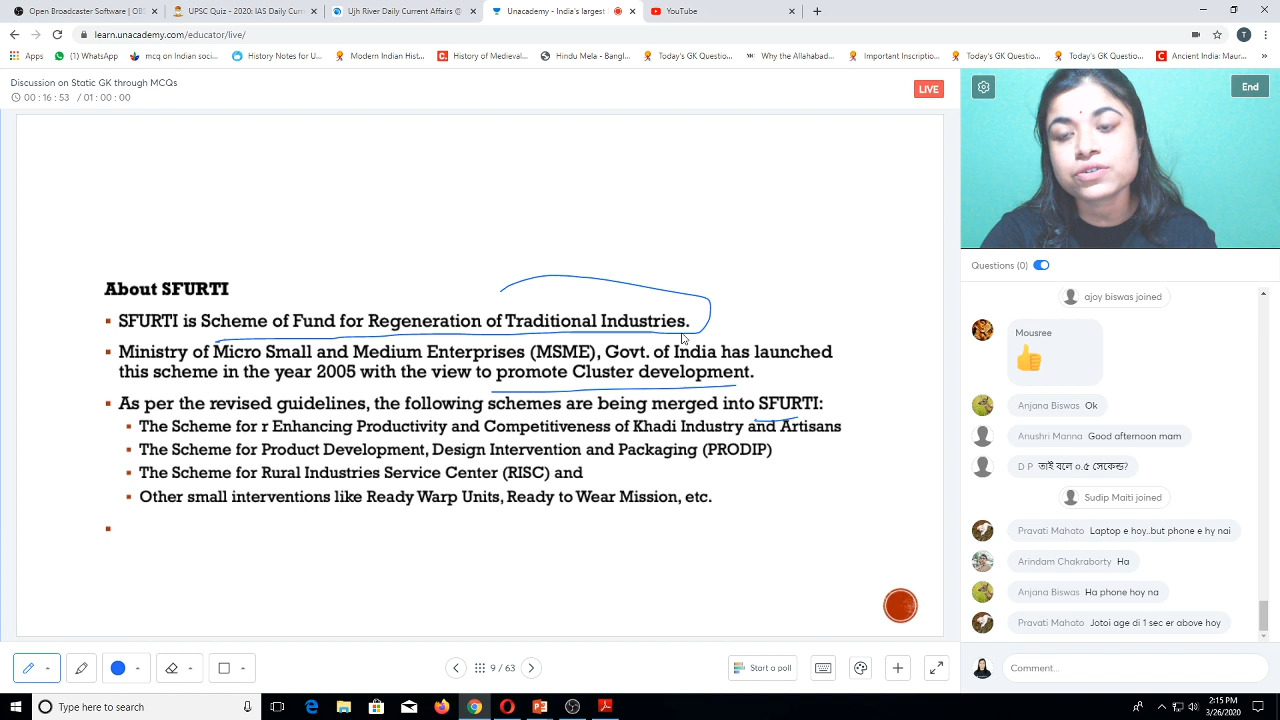 Open Broadcaster Software | OBS
UPSC Quiz - 2020: IAS Daily Curr
Ujh River Daily Current Affairs @
Unacademy - India's largest
YouTube
learn.unacademy.com/educator/live/
T
Apps
(1) WhatsApp
mcq on Indian soci...
History Notes for U...
Modern Indian Hist...
History of Medieval...
Hindu Mela - Bangl...
Today's GK Questio...
Why the Allahabad...
Important Inscriptio...
Today's GK Questio...
Today's GK Questio...
Ancient India: Maur...
»
Discussion on Static GK through MCQs
00 : 16 : 53 / 01 : 00 : 00
LIVE
End
About SFURTI
SFURTI is Scheme of Fund for Regeneration of Traditional Industries.
Ministry of Micro Small and Medium Enterprises (MSME), Govt. of India has launched
this scheme in the year 2005 with the view to promote Cluster development.
As per the revised guidelines, the following schemes are being merged into SFURTI:
The Scheme for r Enhancing Productivity and Competitiveness of Khadi Industry and Artisans
The Scheme for Product Development, Design Intervention and Packaging (PRODIP)
The Scheme for Rural Industries Service Center (RISC) and
Other small interventions like Ready Warp Units, Ready to Wear Mission, etc.
Questions (0)
ajoy biswas joined
Mousree
Anjana Biswas Ok
Anushri Manna Good afternoon mam
D P তাই বলে ০.৫ সেকেন্ড?
Sudip Maiti joined
Pravati Mahato Laptop e hoy..but phone e hy nai
Arindam Chakraborty Ha
Anjana Biswas Ha phone hoy na
Pravati Mahato Jotoi age di 1 sec er above hoy
9 / 63
Start a poll
Comment...
Type here to search
2:15 PM
3/26/2020